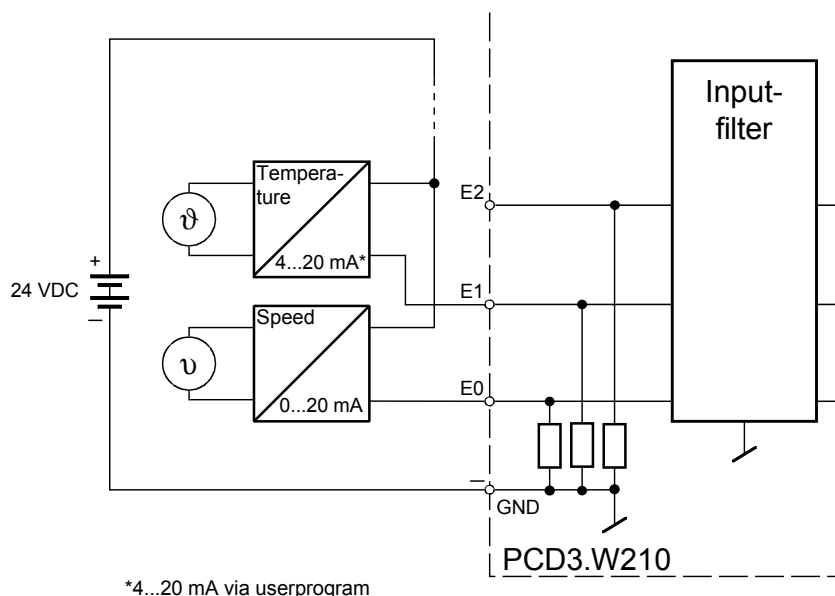 Input-
filter
Tempera-
ture
E2
ϑ
4...20 mA*
+
24 VDC
E1
–
Speed
υ
E0
0...20 mA
–
GND
PCD3.W210
*4...20 mA via userprogram